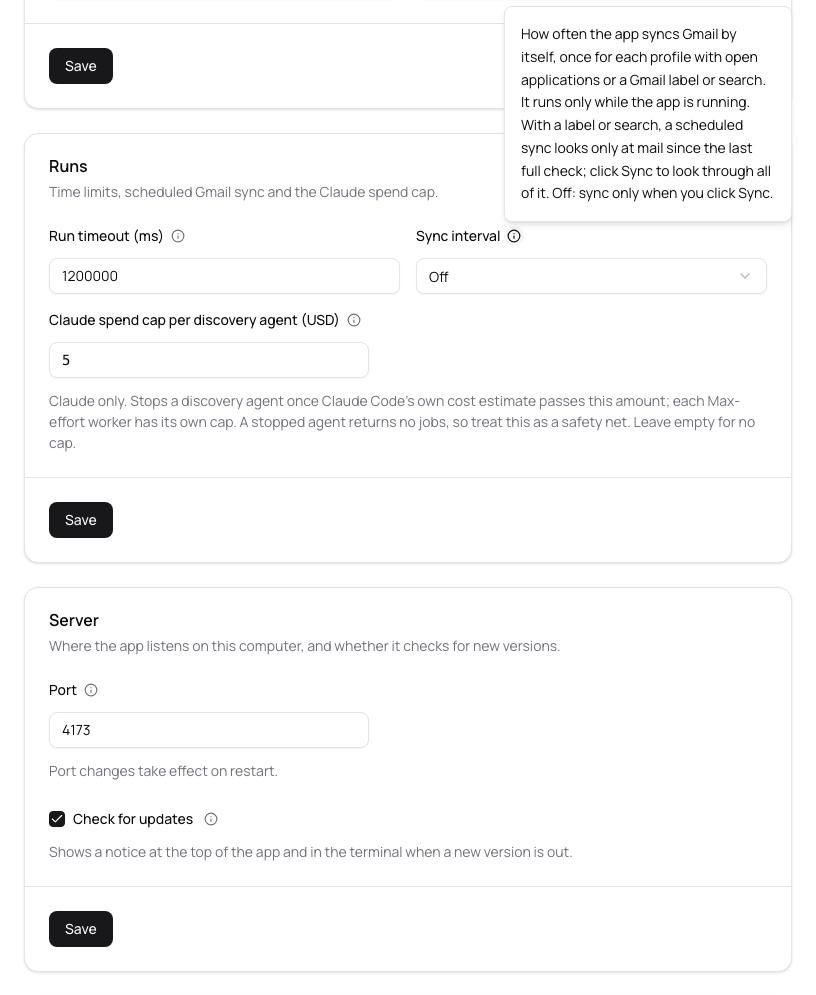 Save
How often the app syncs Gmail by
itself, once for each profile with open
applications or a Gmail label or search.
It runs only while the app is running.
With a label or search, a scheduled
sync looks only at mail since the last
full check; click Sync to look through all
of it. Off: sync only when you click Sync.
Runs
Time limits, scheduled Gmail sync and the Claude spend cap.
Run timeout (ms)
Sync interval
1200000
Off
Claude spend cap per discovery agent (USD)
5
Claude only. Stops a discovery agent once Claude Code's own cost estimate passes this amount; each Max-
effort worker has its own cap. A stopped agent returns no jobs, so treat this as a safety net. Leave empty for no
cap.
Save
Server
Where the app listens on this computer, and whether it checks for new versions.
Port
4173
Port changes take effect on restart.
Check for updates
Shows a notice at the top of the app and in the terminal when a new version is out.
Save